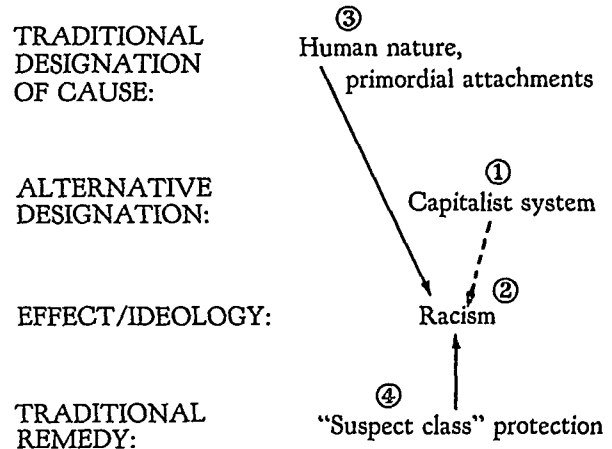 TRADITIONAL
DESIGNATION
OF CAUSE:
③
Human nature,
primordial attachments
ALTERNATIVE
DESIGNATION:
①
Capitalist system
②
EFFECT/IDEOLOGY:
Racism
TRADITIONAL
REMEDY:
④
“Suspect class” protection